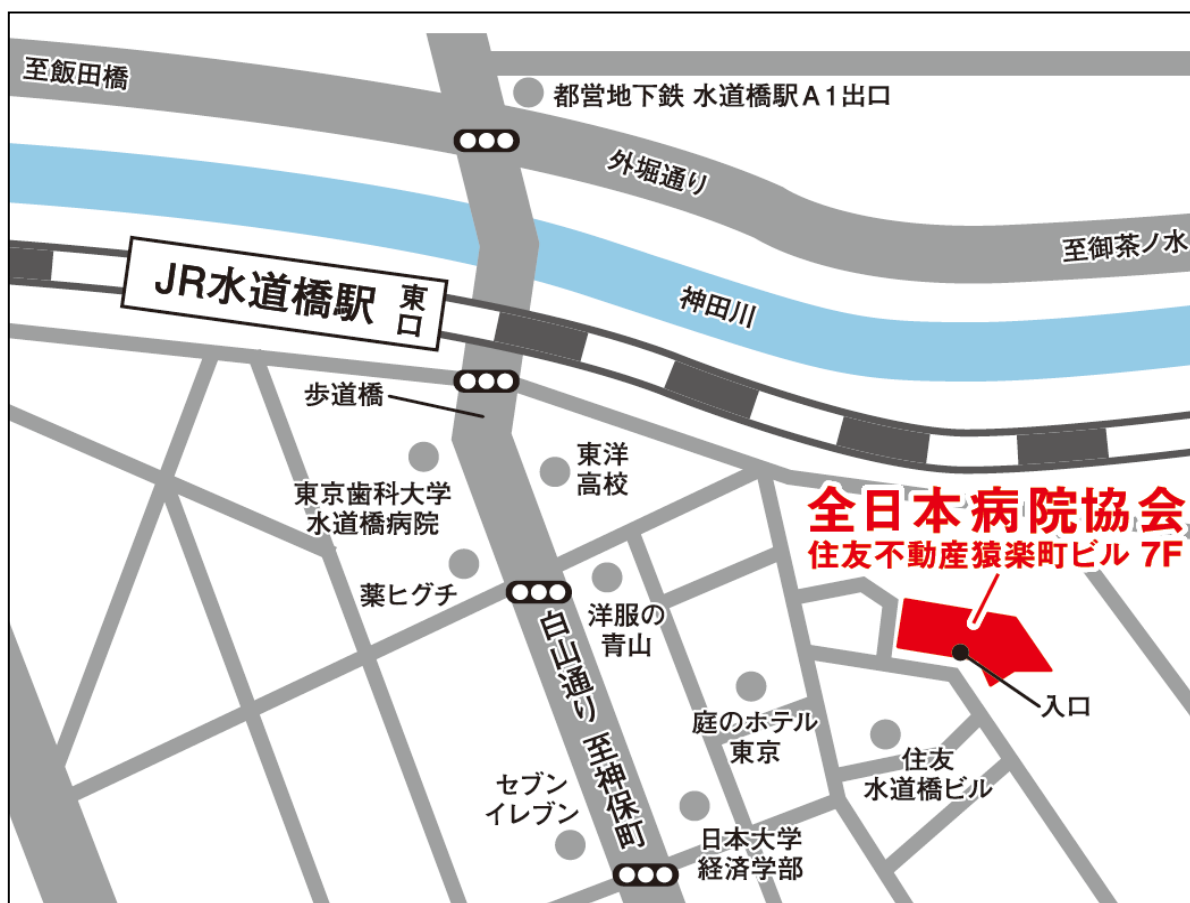 至飯田橋
都営地下鉄 水道橋駅A1出口
外堀通り
至御茶ノ水
JR水道橋駅 東口
神田川
歩道橋
東洋
高校
東京歯科大学
水道橋病院
全日本病院協会
住友不動産猿楽町ビル 7F
薬ヒグチ
洋服の
青山
白山通り 至神保町
入口
庭のホテル
東京
住友
水道橋ビル
セブン
イレブン
日本大学
経済学部